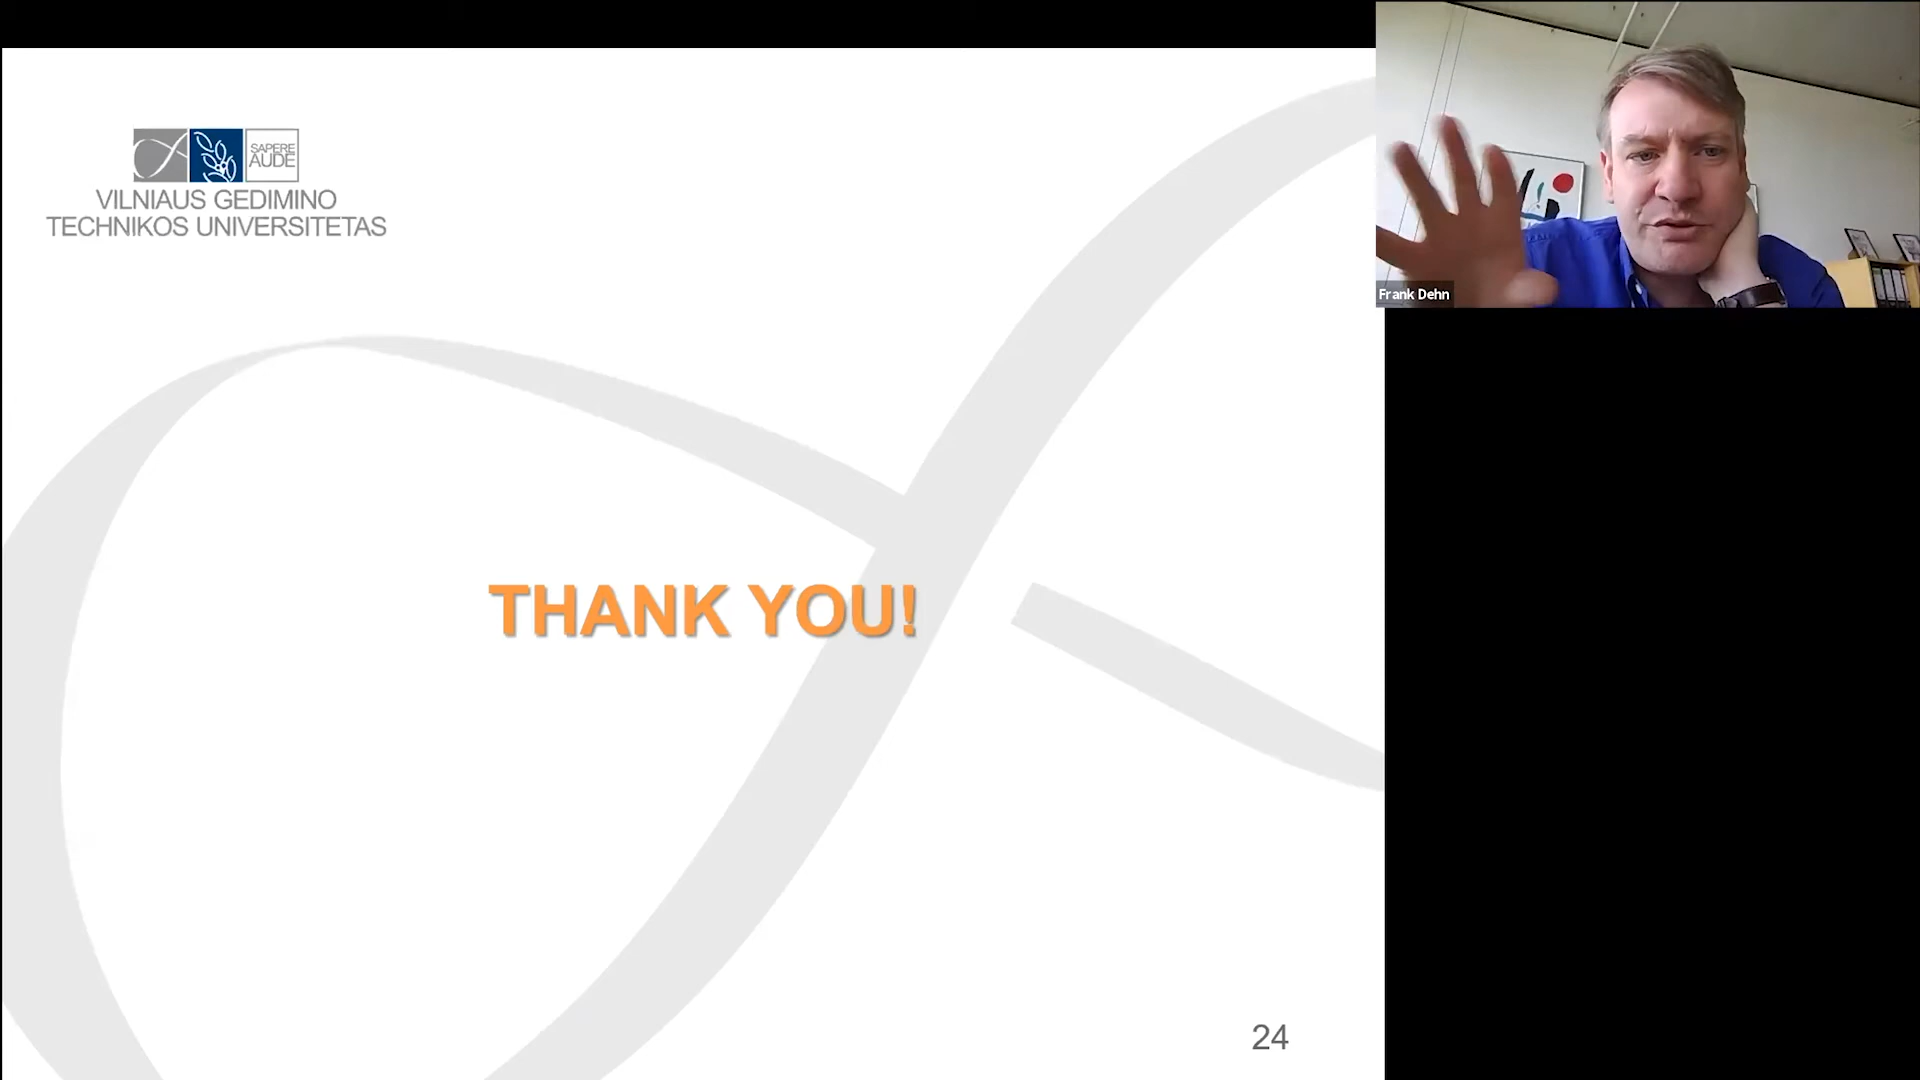 SAPERE
AUDE
VILNIAUS GEDIMINO
TECHNIKOS UNIVERSITETAS
Frank Dehn
THANK YOU!
24